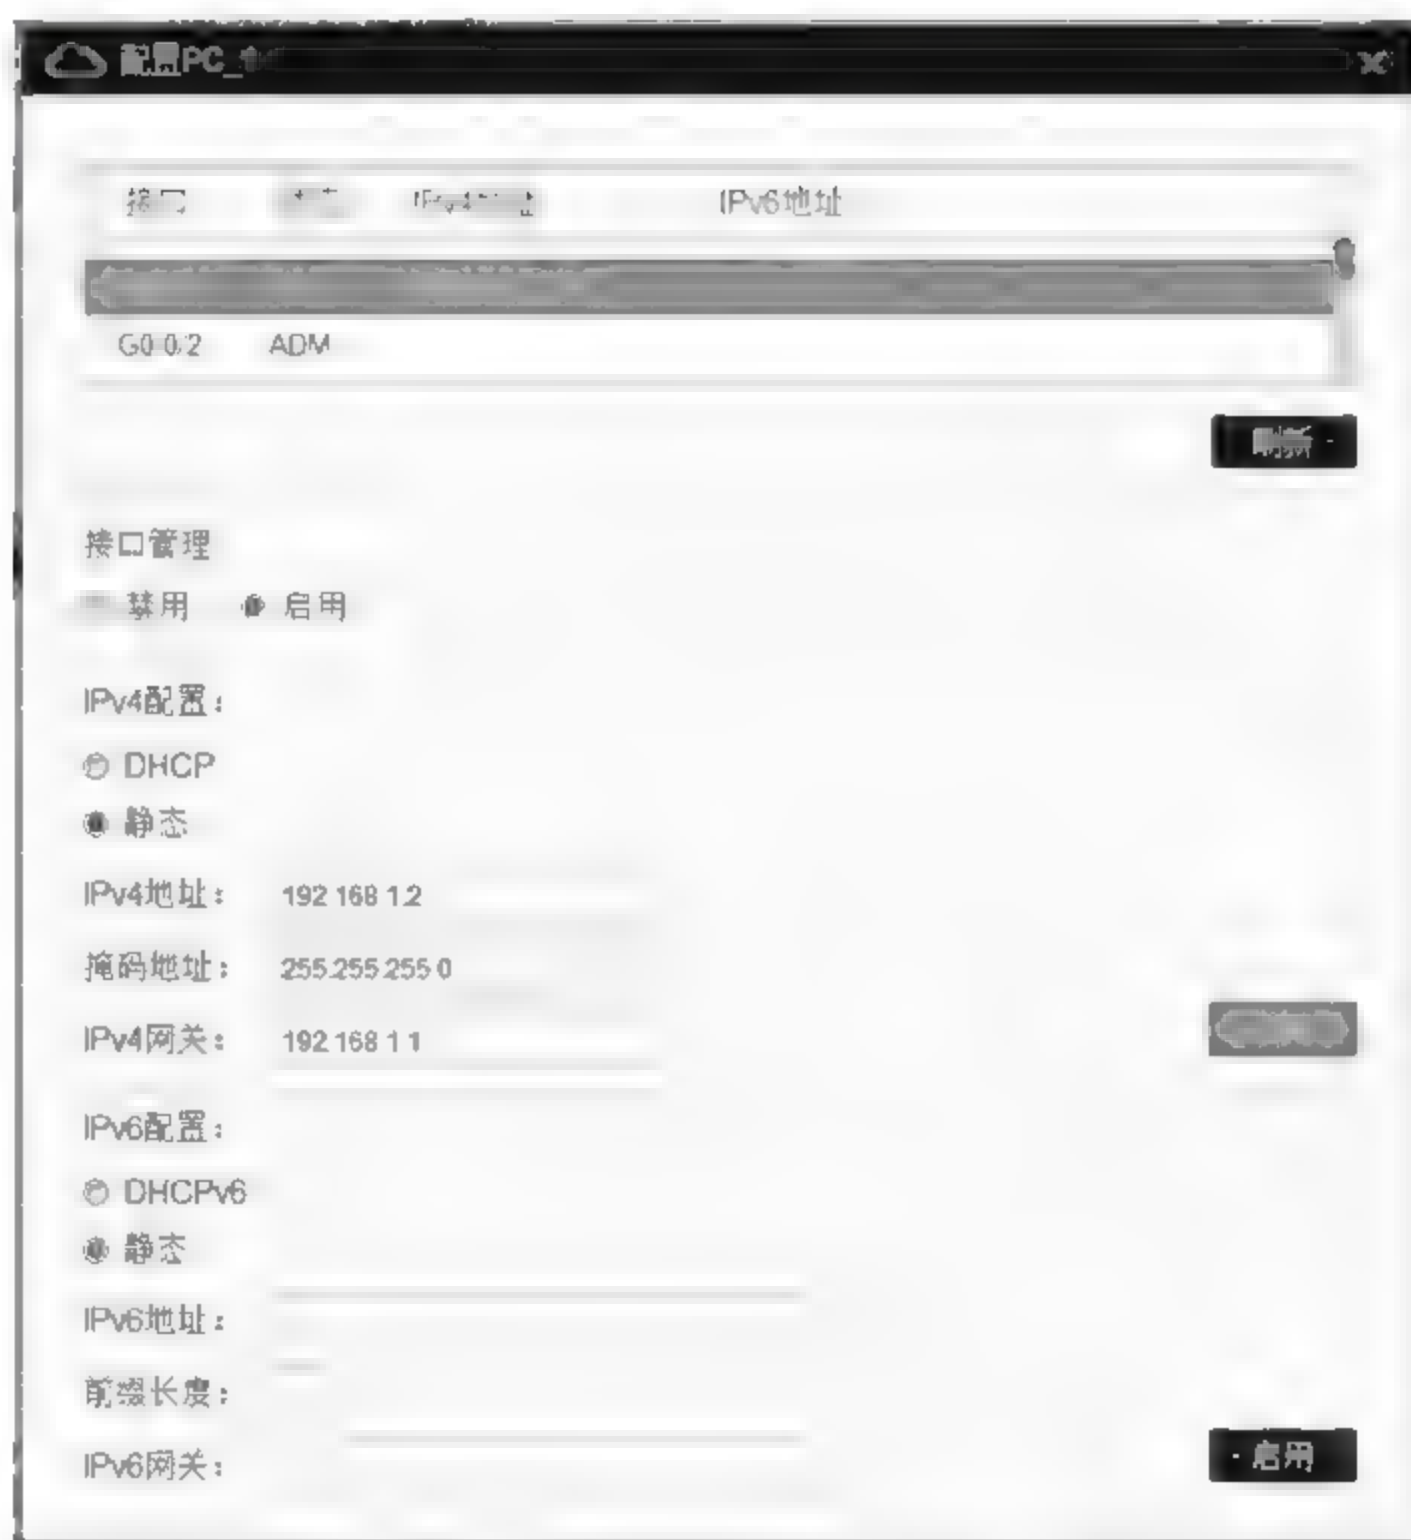 配置PC_
接口 IPv6地址
G0/0/2 ADM
刷新
接口管理
禁用 启用
IPv4配置：
DHCP
静态
IPv4地址： 192.168.1.2
掩码地址： 255.255.255.0
IPv4网关： 192.168.1.1
IPv6配置：
DHCPv6
静态
IPv6地址：
前缀长度：
IPv6网关：
启用